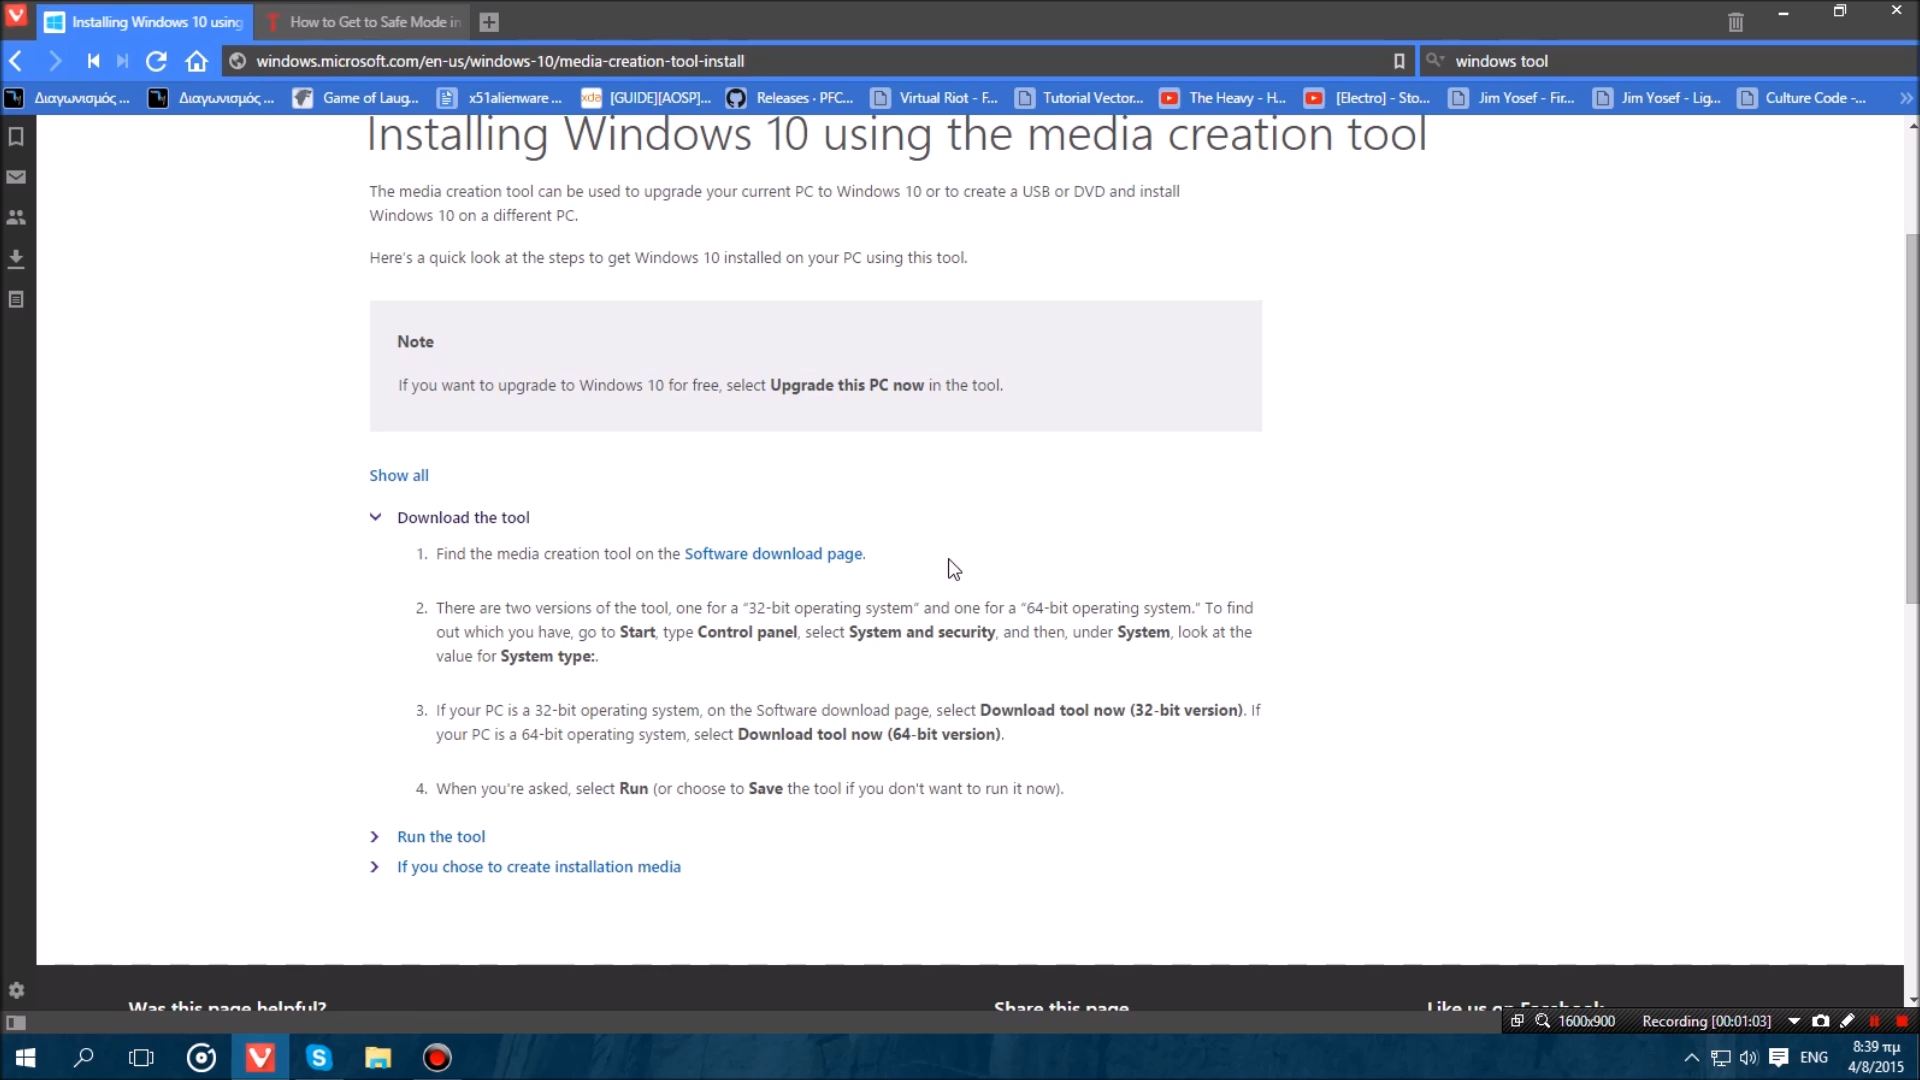 Installing Windows 10 using
How to Get to Safe Mode in
windows.microsoft.com/en-us/windows-10/media-creation-tool-install
windows tool
Διαγωνισμός ...
Διαγωνισμός ...
Game of Laug...
x51alienware ...
xda
[GUIDE][AOSP]...
Releases · PFC...
Virtual Riot - F...
Tutorial Vector...
The Heavy - H...
[Electro] - Sto...
Jim Yosef - Fir...
Jim Yosef - Lig...
Culture Code -...
Installing Windows 10 using the media creation tool
The media creation tool can be used to upgrade your current PC to Windows 10 or to create a USB or DVD and install
Windows 10 on a different PC.
Here's a quick look at the steps to get Windows 10 installed on your PC using this tool.
Note
If you want to upgrade to Windows 10 for free, select Upgrade this PC now in the tool.
Show all
Download the tool
1. Find the media creation tool on the Software download page.
2. There are two versions of the tool, one for a “32-bit operating system” and one for a “64-bit operating system.” To find
out which you have, go to Start, type Control panel, select System and security, and then, under System, look at the
value for System type:.
3. If your PC is a 32-bit operating system, on the Software download page, select Download tool now (32-bit version). If
your PC is a 64-bit operating system, select Download tool now (64-bit version).
4. When you're asked, select Run (or choose to Save the tool if you don't want to run it now).
Run the tool
If you chose to create installation media
Was this page helpful?
Share this page
Like us on Facebook
1600x900
Recording [00:01:03]
ENG
8:39 πμ
4/8/2015